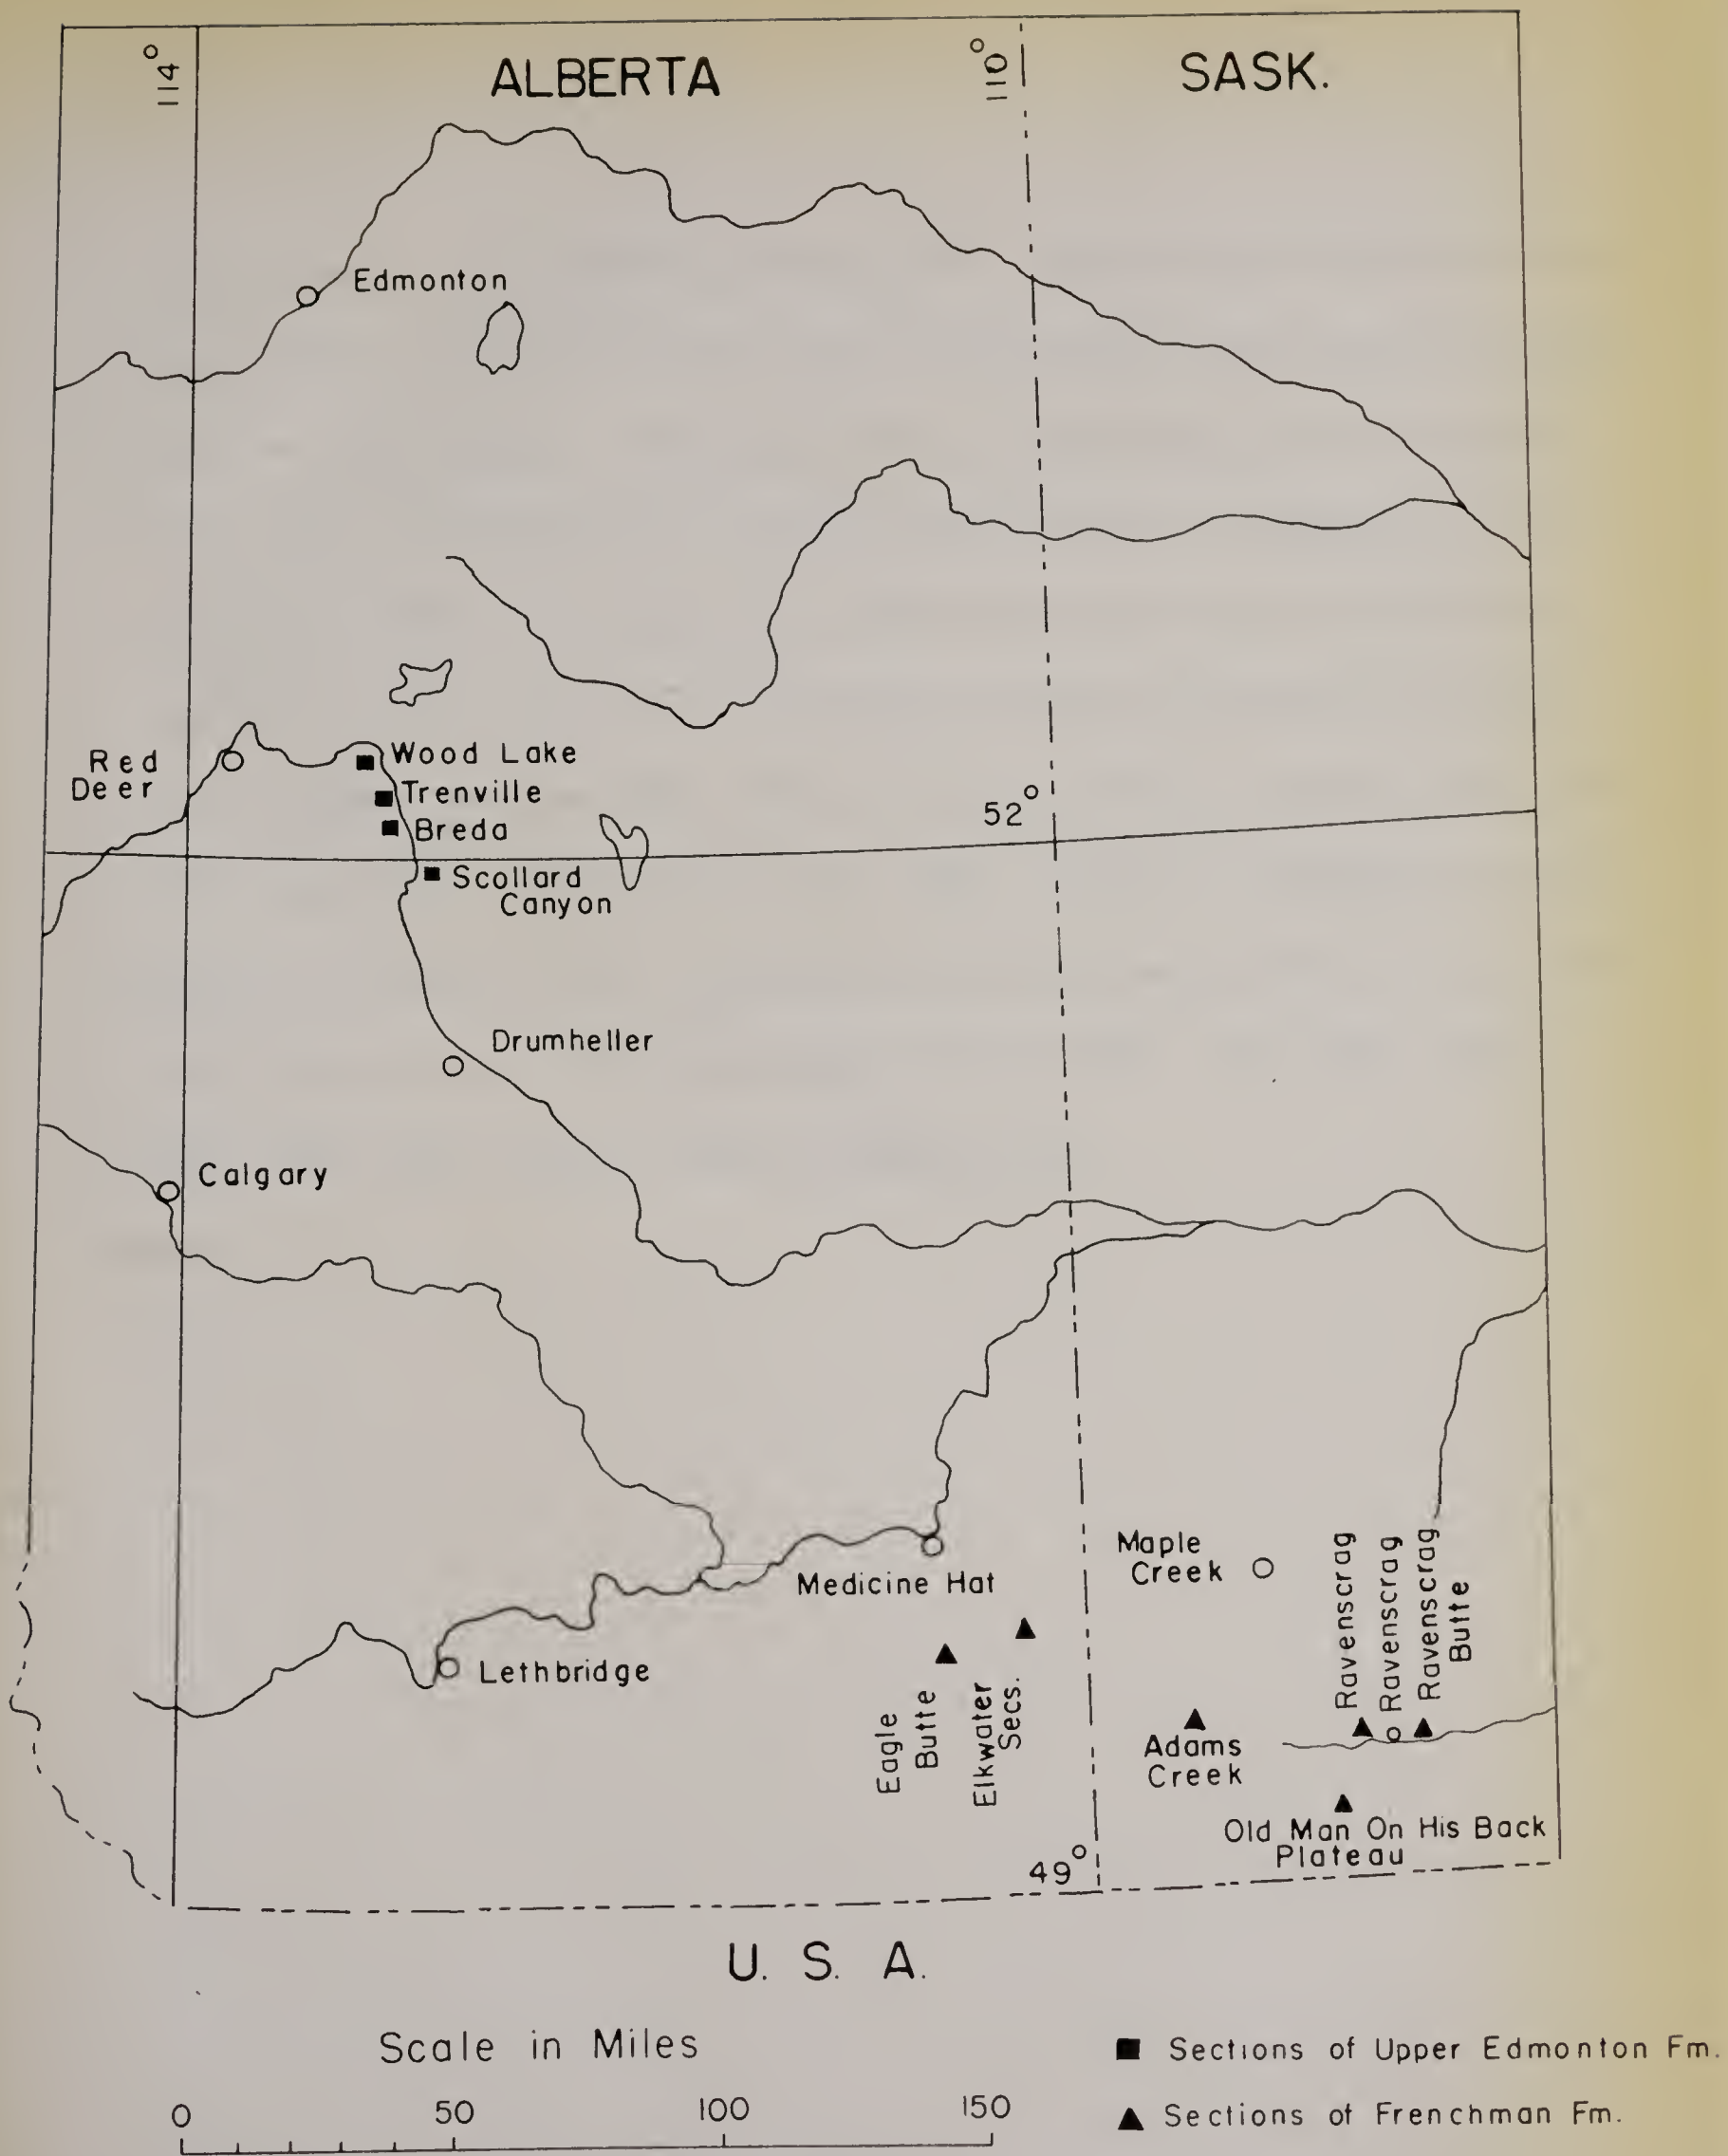 114°
ALBERTA
110°
SASK.
Edmonton
Red
Deer
Wood Lake
Trenville
Breda
52°
Scollard
Canyon
Drumheller
Calgary
Maple
Creek
Medicine Hat
Ravenscrag
Ravenscrag
Ravenscrag
Butte
Lethbridge
Eagle
Butte
Elkwater
Secs.
Adams
Creek
Old Man On His Back
Plateau
49°
U. S. A.
Scale in Miles
0 50 100 150
Sections of Upper Edmonton Fm.
Sections of Frenchman Fm.